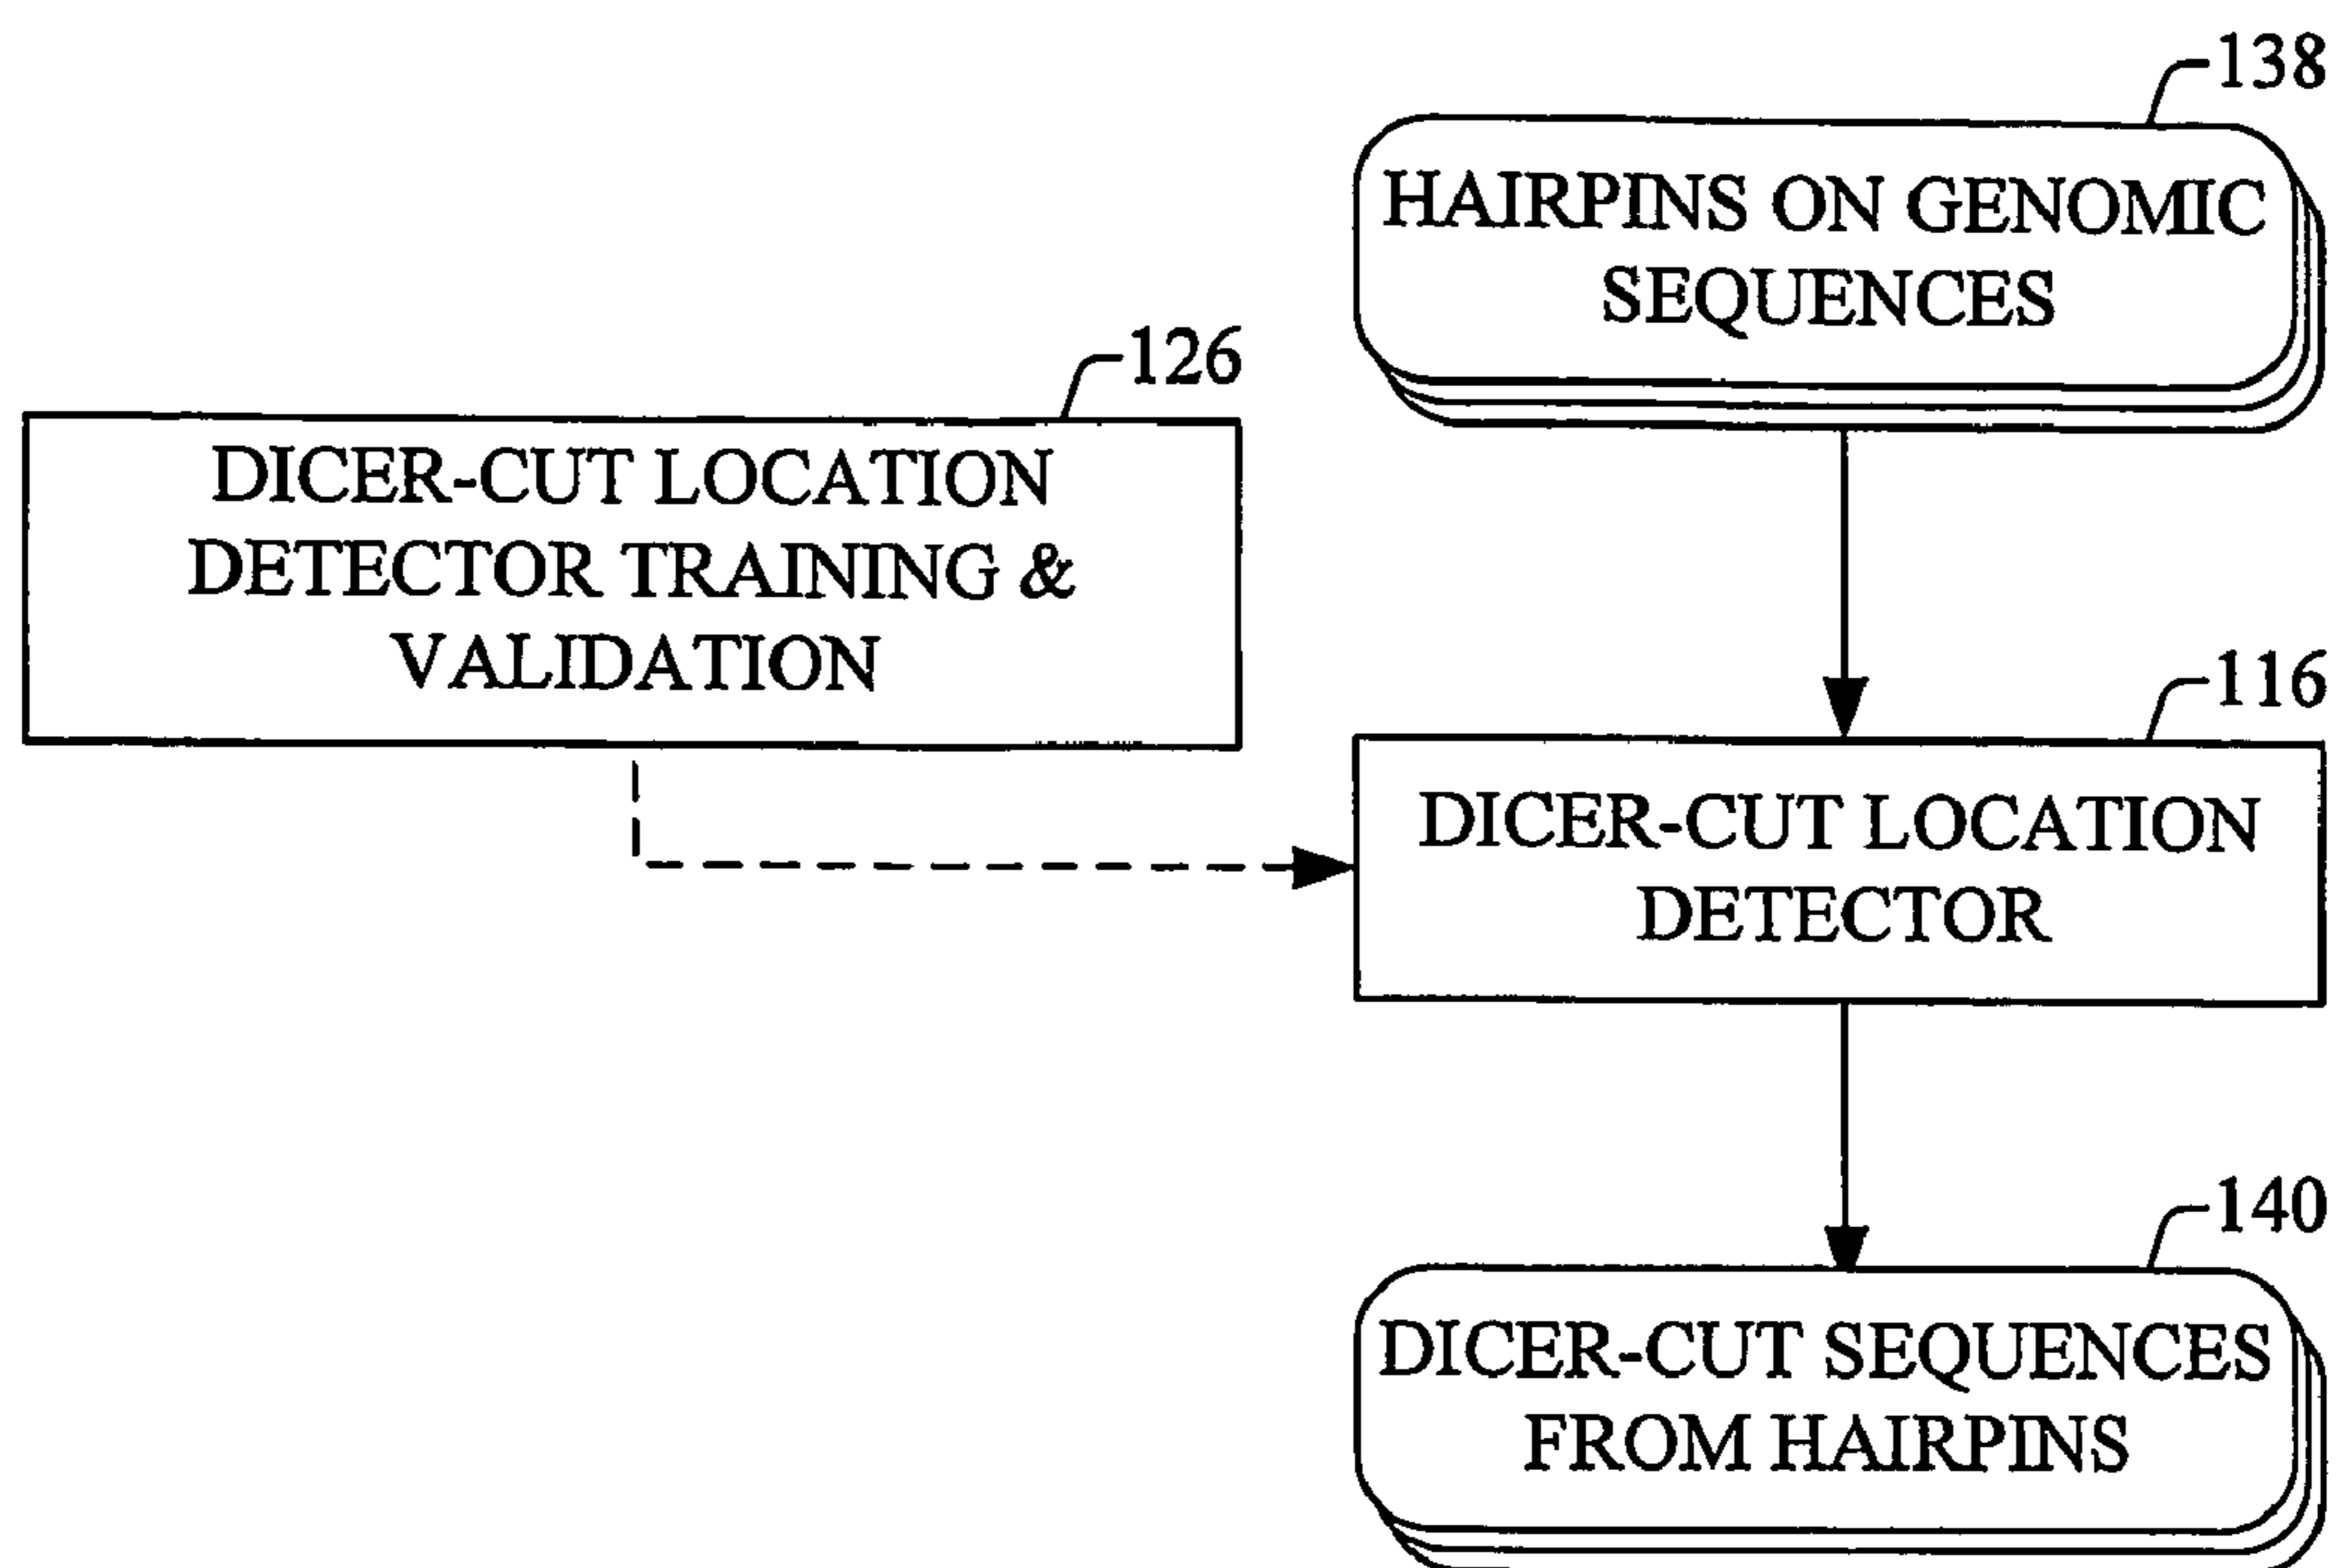 138
HAIRPINS ON GENOMIC
SEQUENCES
126
DICER-CUT LOCATION
DETECTOR TRAINING &
VALIDATION
116
DICER-CUT LOCATION
DETECTOR
140
DICER-CUT SEQUENCES
FROM HAIRPINS